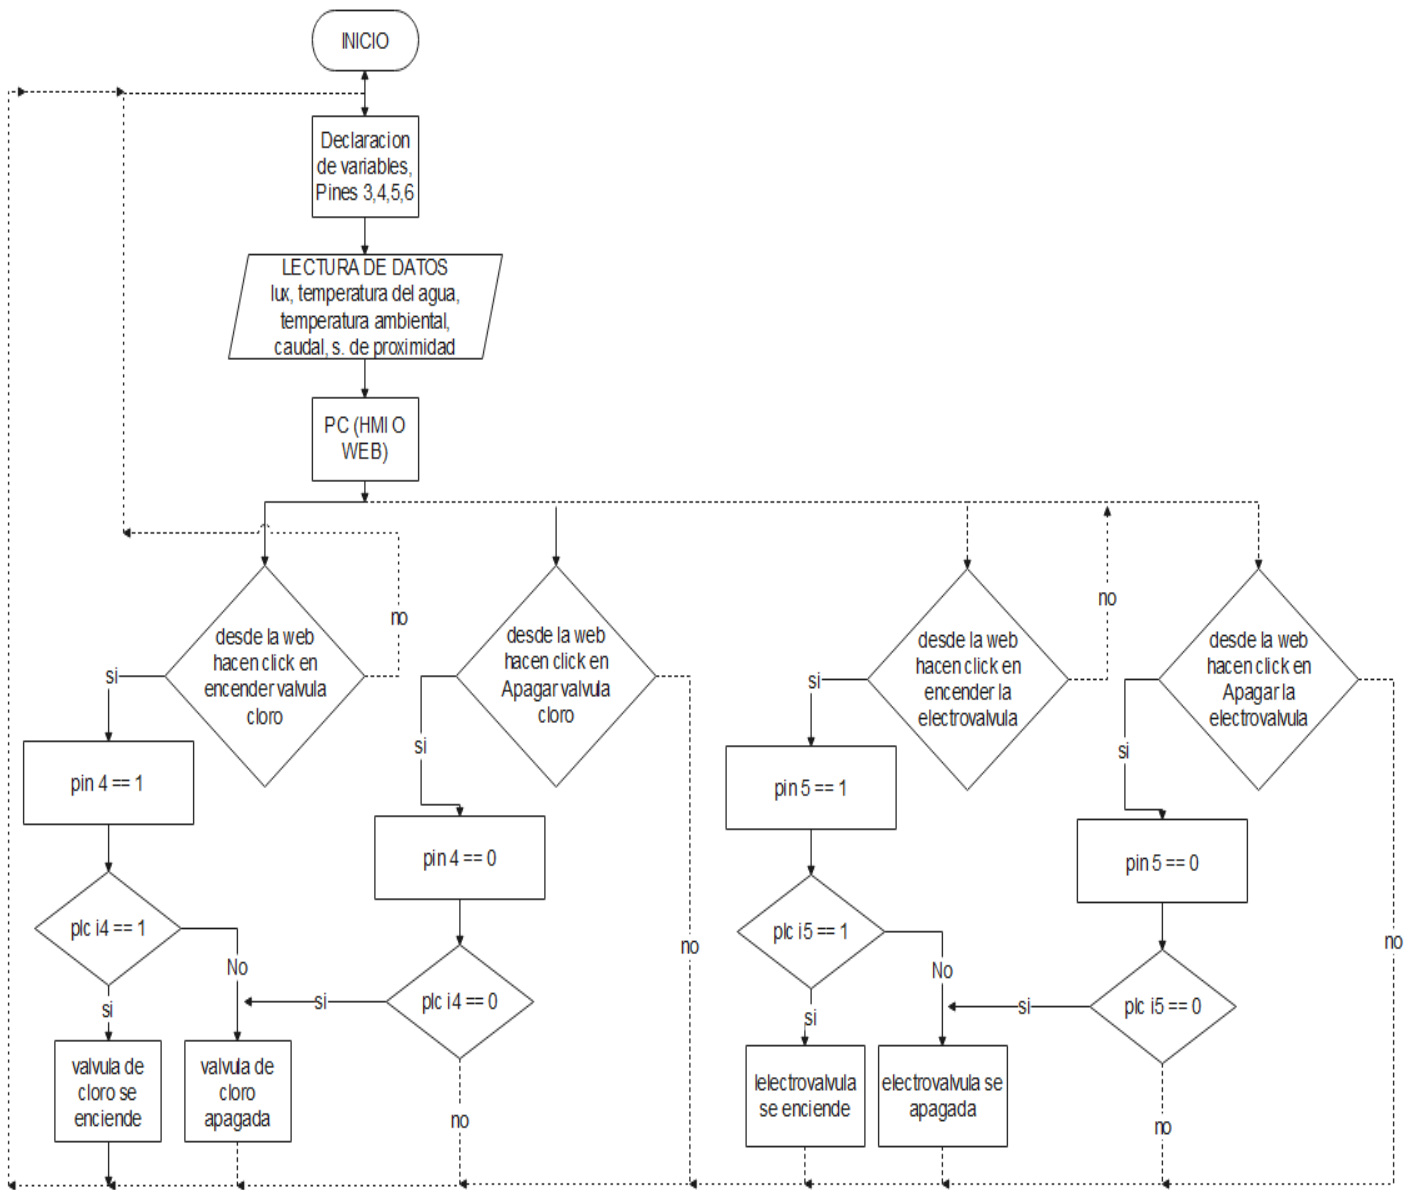 INICIO
Declaracion
de variables,
Pines 3,4,5,6
LECTURA DE DATOS
lux, temperatura del agua,
temperatura ambiental,
caudal, s. de proximidad
PC (HMI O
WEB)
desde la web
hacen click en
encender valvula
cloro
no
si
desde la web
hacen click en
Apagar valvula
cloro
si
no
desde la web
hacen click en
encender la
electrovalvula
no
si
desde la web
hacen click en
Apagar la
electrovalvula
si
no
pin 4 == 1
pin 4 == 0
pin 5 == 1
pin 5 == 0
plc i4 == 1
No
si
plc i4 == 0
si
no
plc i5 == 1
No
si
plc i5 == 0
si
no
valvula de
cloro se
enciende
valvula de
cloro
apagada
lelectrovalvula
se enciende
electrovalvula se
apagada